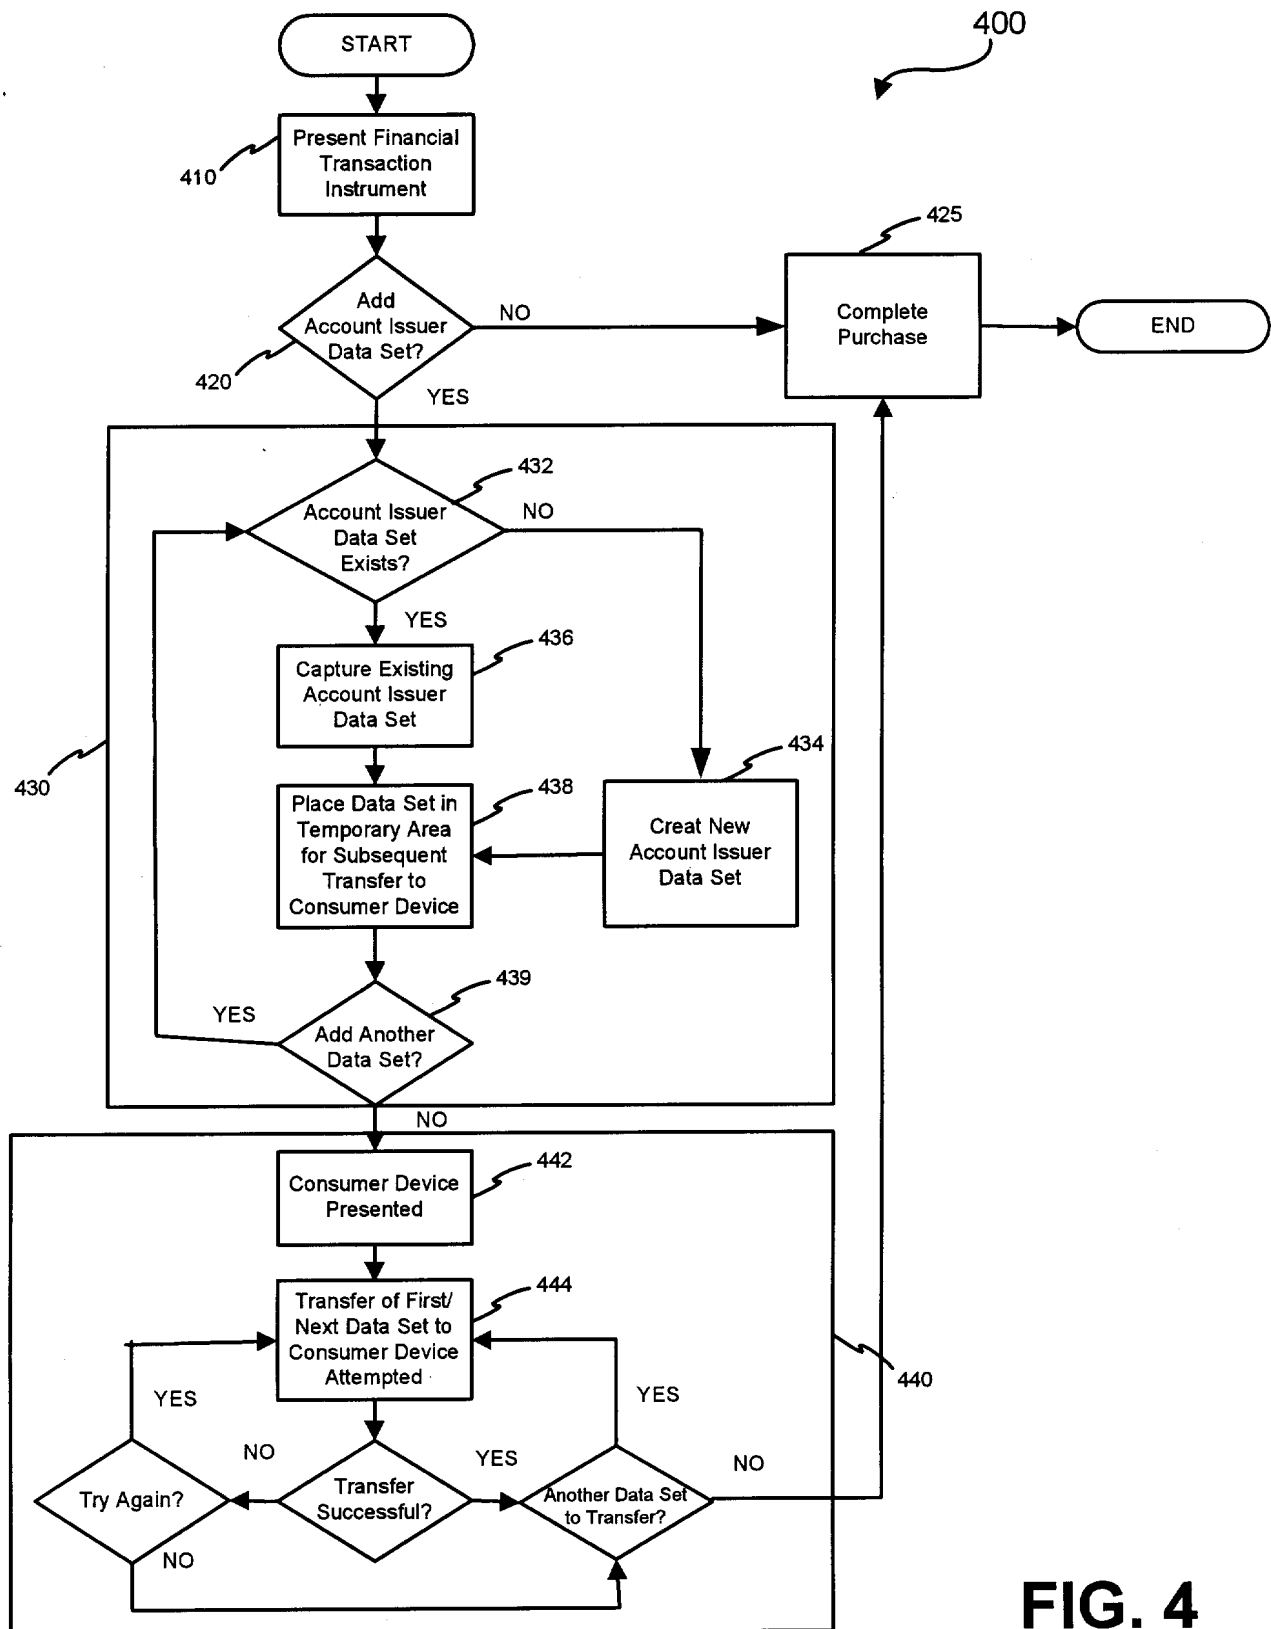 400
START
Present Financial
Transaction
Instrument
410
425
Add
Account Issuer
Data Set?
420
NO
YES
Complete
Purchase
END
432
Account Issuer
Data Set
Exists?
NO
YES
436
Capture Existing
Account Issuer
Data Set
430
434
438
Place Data Set in
Temporary Area
for Subsequent
Transfer to
Consumer Device
Creat New
Account Issuer
Data Set
439
YES
Add Another
Data Set?
NO
442
Consumer Device
Presented
444
Transfer of First/
Next Data Set to
Consumer Device
Attempted
440
YES
YES
NO
YES
NO
Try Again?
Transfer
Successful?
Another Data Set
to Transfer?
NO
FIG. 4